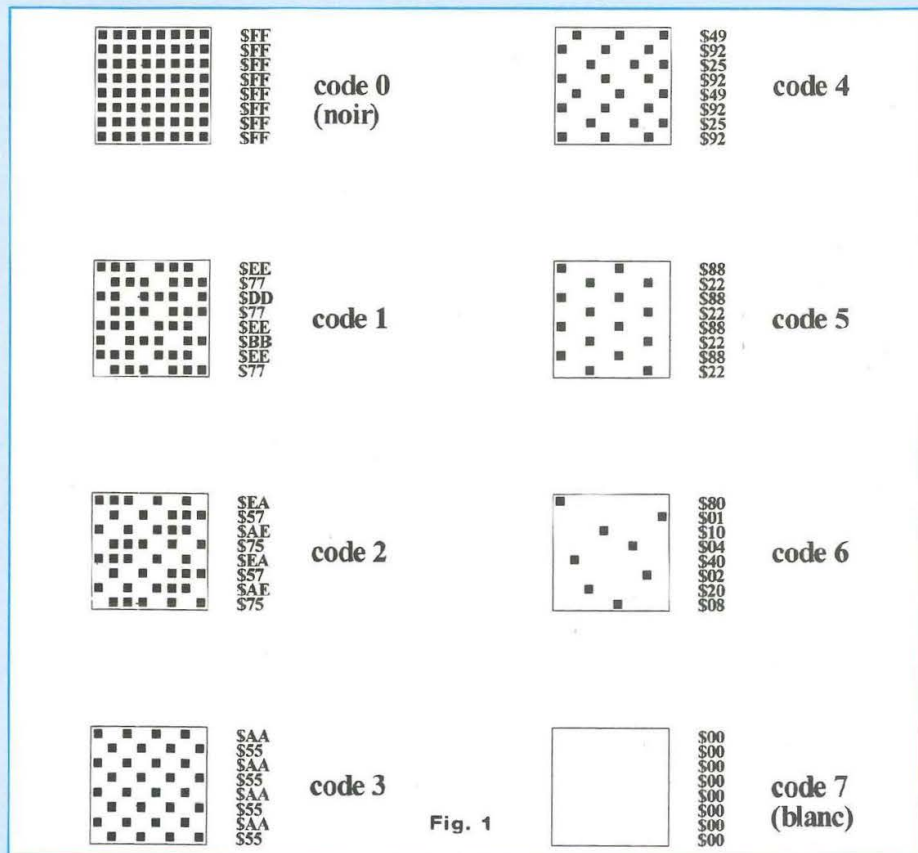 $FF
$FF
$FF
$FF
$FF
$FF
$FF
$FF
code 0
(noir)
$EE
$77
$DD
$77
$EE
$BB
$EE
$77
code 1
$EA
$57
$AE
$75
$EA
$57
$AE
$75
code 2
$AA
$55
$AA
$55
$AA
$55
$AA
$55
code 3
$49
$92
$25
$92
$49
$92
$25
$92
code 4
$88
$22
$88
$22
$88
$22
$88
$22
code 5
$80
$01
$10
$04
$40
$02
$20
$08
code 6
$00
$00
$00
$00
$00
$00
$00
$00
code 7
(blanc)
Fig. 1